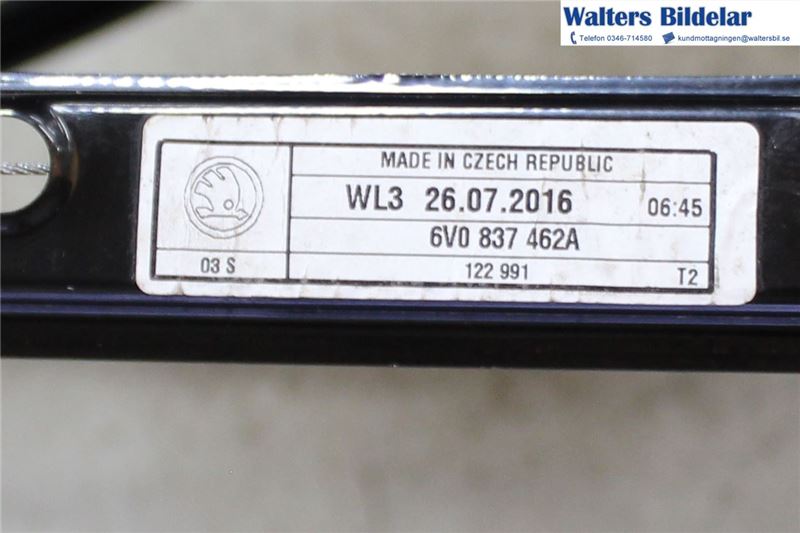 Walters Bildelar
Telefon 0346-714580 kundmottagningen@waltersbil.se
MADE IN CZECH REPUBLIC
WL3 26.07.2016 06:45
6V0 837 462A
03 S 122 991 T2